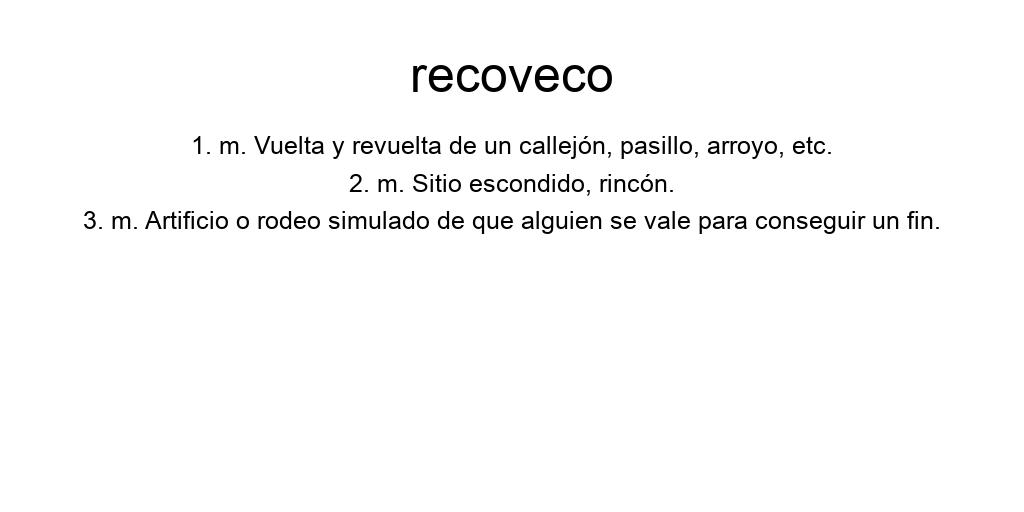 recoveco
1. m. Vuelta y revuelta de un callejón, pasillo, arroyo, etc.
2. m. Sitio escondido, rincón.
3. m. Artificio o rodeo simulado de que alguien se vale para conseguir un fin.